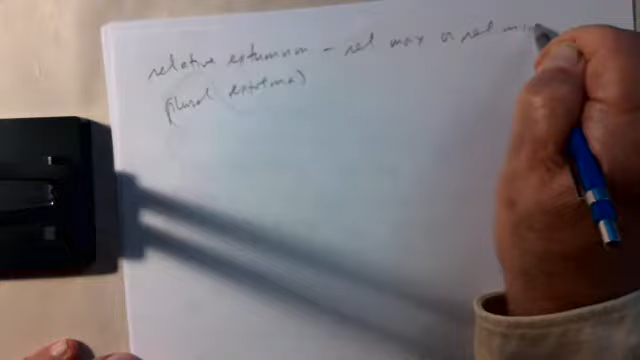 relative extremum - rel max or rel min
(plural extrema)